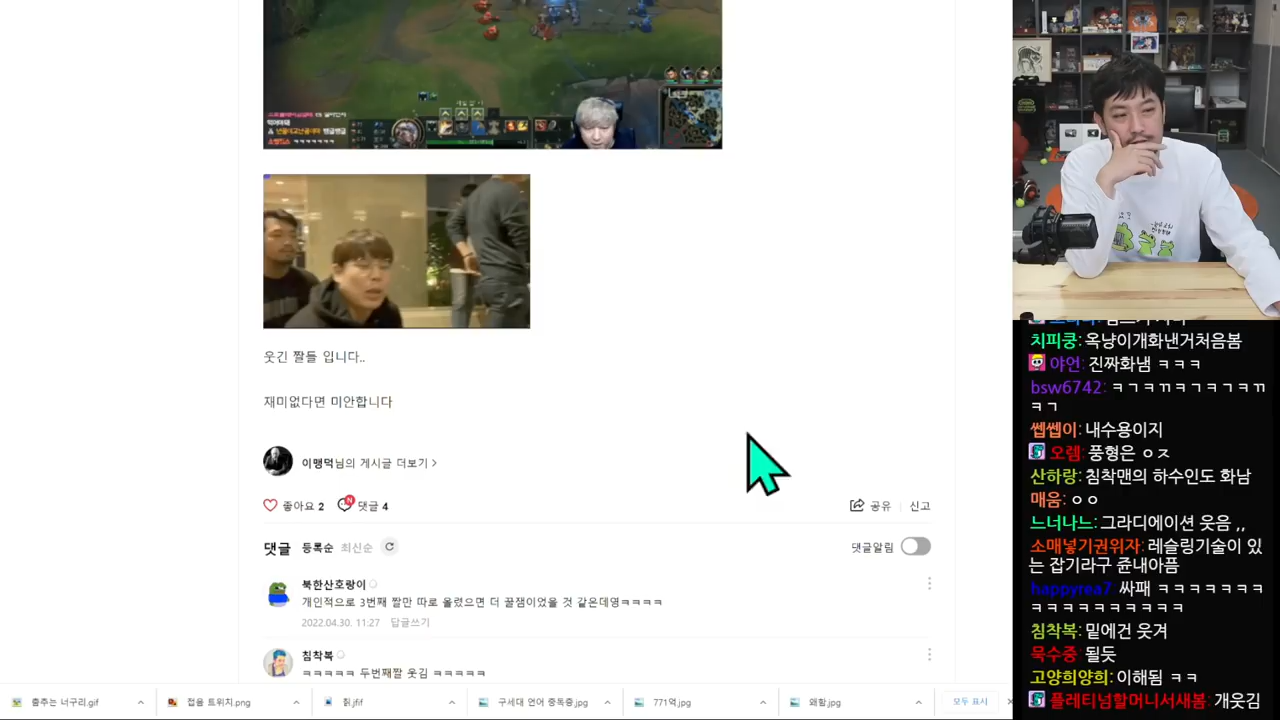 웃긴 짤들 입니다..
재미없다면 미안합니다
이맹덕님의 게시글 더보기 >
좋아요 2 댓글 4
공유 신고
댓글 등록순 최신순
댓글알림
북한산호랑이
개인적으로 3번째 짤만 따로 올렸으면 더 꿀잼이었을 것 같은데영ㅋㅋㅋㅋ
2022.04.30. 11:27 답글쓰기
침착복
ㅋㅋㅋㅋㅋ 두번째짤 웃김 ㅋㅋㅋㅋㅋ
춤추는 너구리.gif
접을 트위치.png
구세대 언어 중독증.jpg
771역.jpg
왜황.jpg
모두 표시
치피쿵: 옥냥이개화낸거처음봄
야언: 진짜화냄 ㅋㅋㅋ
bsw6742: ㅋㄱㅋㄲㅋㄱㅋㄱㅋㄲ
ㅋㄱ
쎕쎕이: 내수용이지
오렘: 풍형은 ㅇㅈ
산하랑: 침착맨의 하수인도 화남
매움: ㅇㅇ
느너나느: 그라디에이션 웃음 ,,
소매넣기권위자: 레슬링기술이 있
는 잡기라구 쥰내아픔
happyrea7: 싸패 ㅋㅋㅋㅋㅋㅋㅋ
ㅋㅋㅋㅋㅋㅋㅋㅋㅋㅋ
침착복: 밑에건 웃겨
묵수중: 될듯
고양희양희: 이해됨 ㅋㅋ
플레티넘할머니서새봄: 개웃김